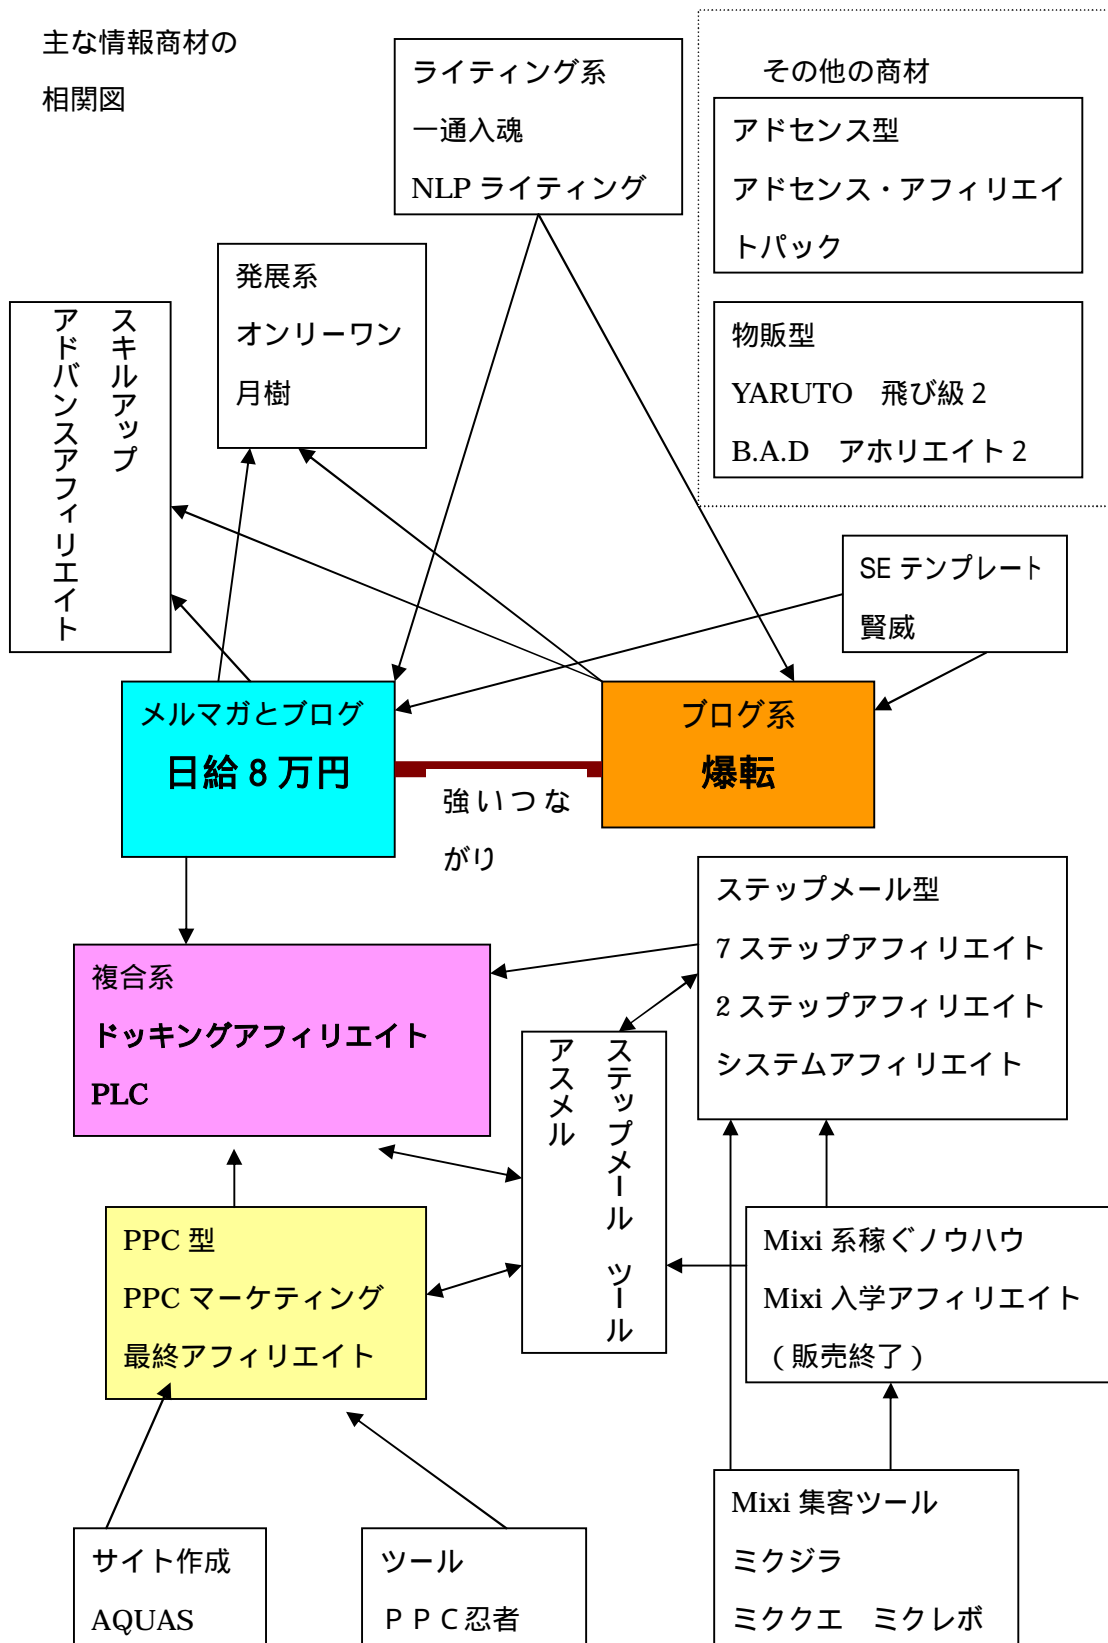 主な情報商材の
相関図
ライティング系
一通入魂
NLP ライティング
その他の商材
アドセンス型
アドセンス・アフィリエイ
トパック
物販型
YARUTO　飛び級 2
B.A.D　アホリエイト 2
発展系
オンリーワン
月樹
スキルアップ
アドバンスアフィリエイト
SE テンプレート
賢威
メルマガとブログ
日給 8 万円
ブログ系
爆転
強いつな
がり
ステップメール型
7 ステップアフィリエイト
2 ステップアフィリエイト
システムアフィリエイト
複合系
ドッキングアフィリエイト
PLC
ステップメール　ツール
アスメル
PPC 型
PPC マーケティング
最終アフィリエイト
Mixi 系稼ぐノウハウ
Mixi 入学アフィリエイト
（販売終了）
サイト作成
AQUAS
ツール
ＰＰＣ忍者
Mixi 集客ツール
ミクジラ
ミククエ　ミクレボ